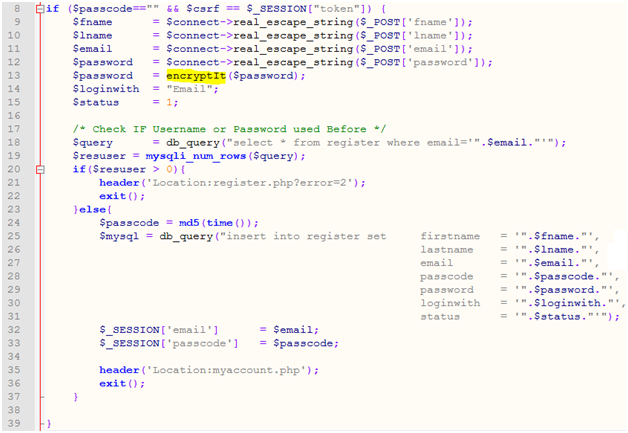 8 if ($passcode=="" && $csrf == $_SESSION["token"]) {
9 $fname = $connect->real_escape_string($_POST['fname']);
10 $lname = $connect->real_escape_string($_POST['lname']);
11 $email = $connect->real_escape_string($_POST['email']);
12 $password = $connect->real_escape_string($_POST['password']);
13 $password = encryptIt($password);
14 $loginwith = "Email";
15 $status = 1;
16
17 /* Check IF Username or Password used Before */
18 $query = db_query("select * from register where email='".$email."'");
19 $resuser = mysqli_num_rows($query);
20 if($resuser > 0){
21 header('Location:register.php?error=2');
22 exit();
23 }else{
24 $passcode = md5(time());
25 $mysql = db_query("insert into register set firstname = '".$fname."',
26 lastname = '".$lname."',
27 email = '".$email."',
28 passcode = '".$passcode."',
29 password = '".$password."',
30 loginwith = '".$loginwith."',
31 status = '".$status."'");
32 $_SESSION['email'] = $email;
33 $_SESSION['passcode'] = $passcode;
34
35 header('Location:myaccount.php');
36 exit();
37 }
38
39 }